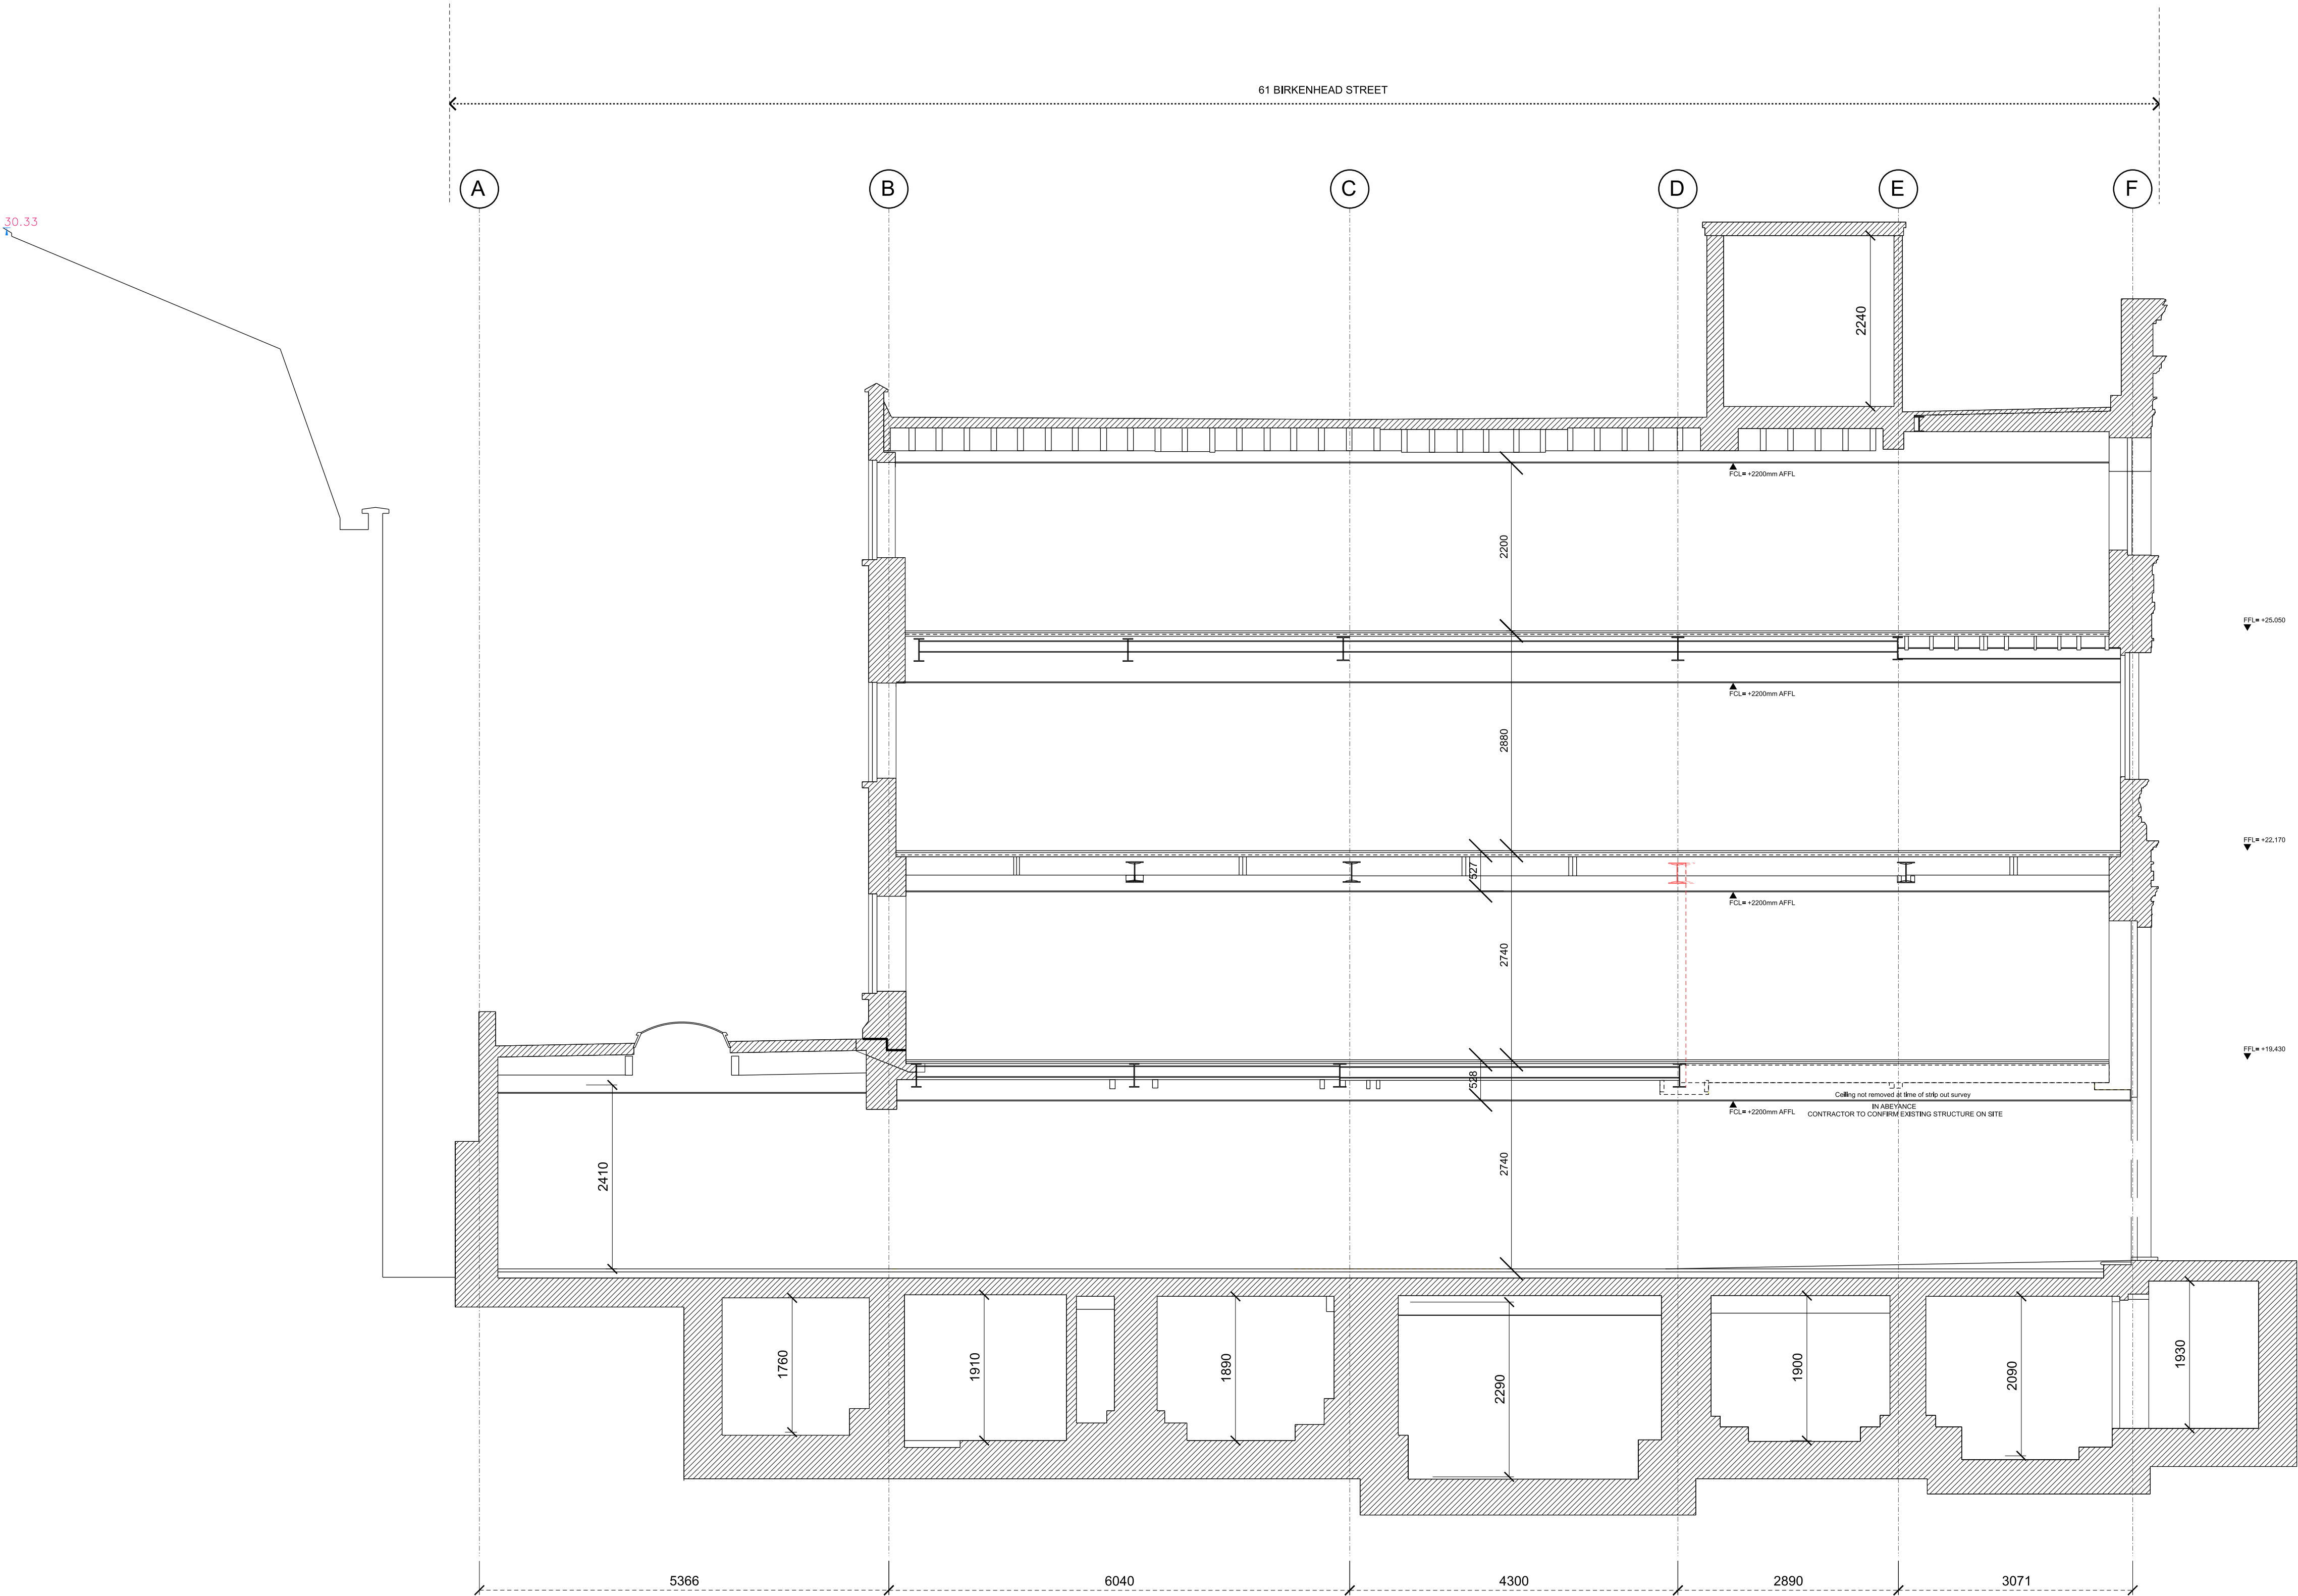 61 BIRKENHEAD STREET
A B C D E F
30.33
2240
FCL= +2200mm AFFL
2200
FFL= +25.050
FCL= +2200mm AFFL
2880
FFL= +22.170
527
FCL= +2200mm AFFL
2740
FFL= +19.430
528
Ceiling not removed at time of strip out survey
IN ABEYANCE
FCL= +2200mm AFFL
CONTRACTOR TO CONFIRM EXISTING STRUCTURE ON SITE
2410
2740
1760
1910
1890
2290
1900
2090
1930
5366 6040 4300 2890 3071